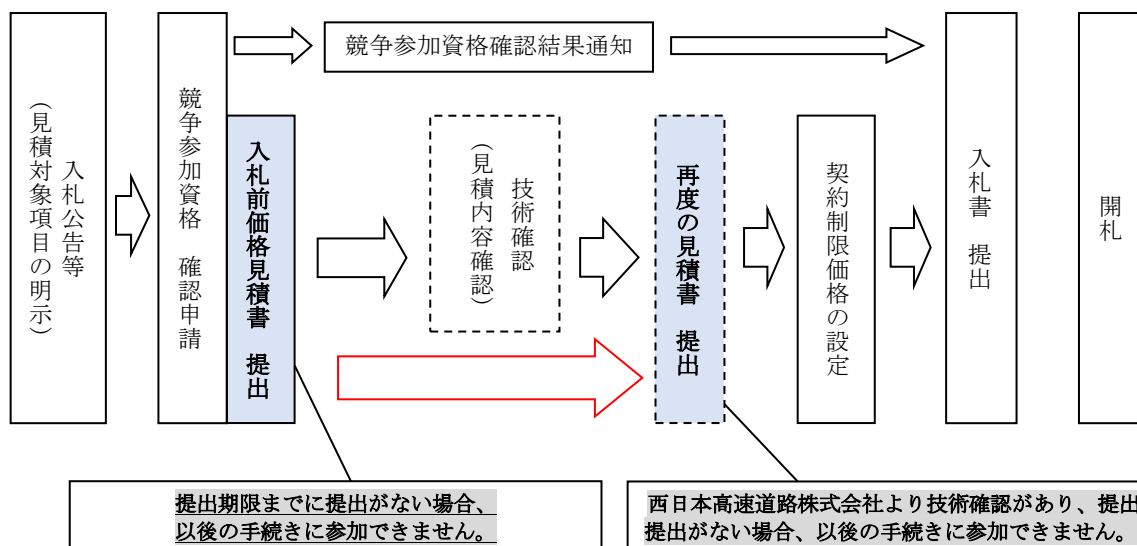 入札公告等
(見積対象項目の明示)
競争参加資格 確認申請
入札前価格見積書 提出
競争参加資格確認結果通知
技術確認
(見積内容確認)
再度の見積書 提出
契約制限価格の設定
入札書 提出
開札
提出期限までに提出がない場合、
以後の手続きに参加できません。
西日本高速道路株式会社より技術確認があり、提出
提出がない場合、以後の手続きに参加できません。